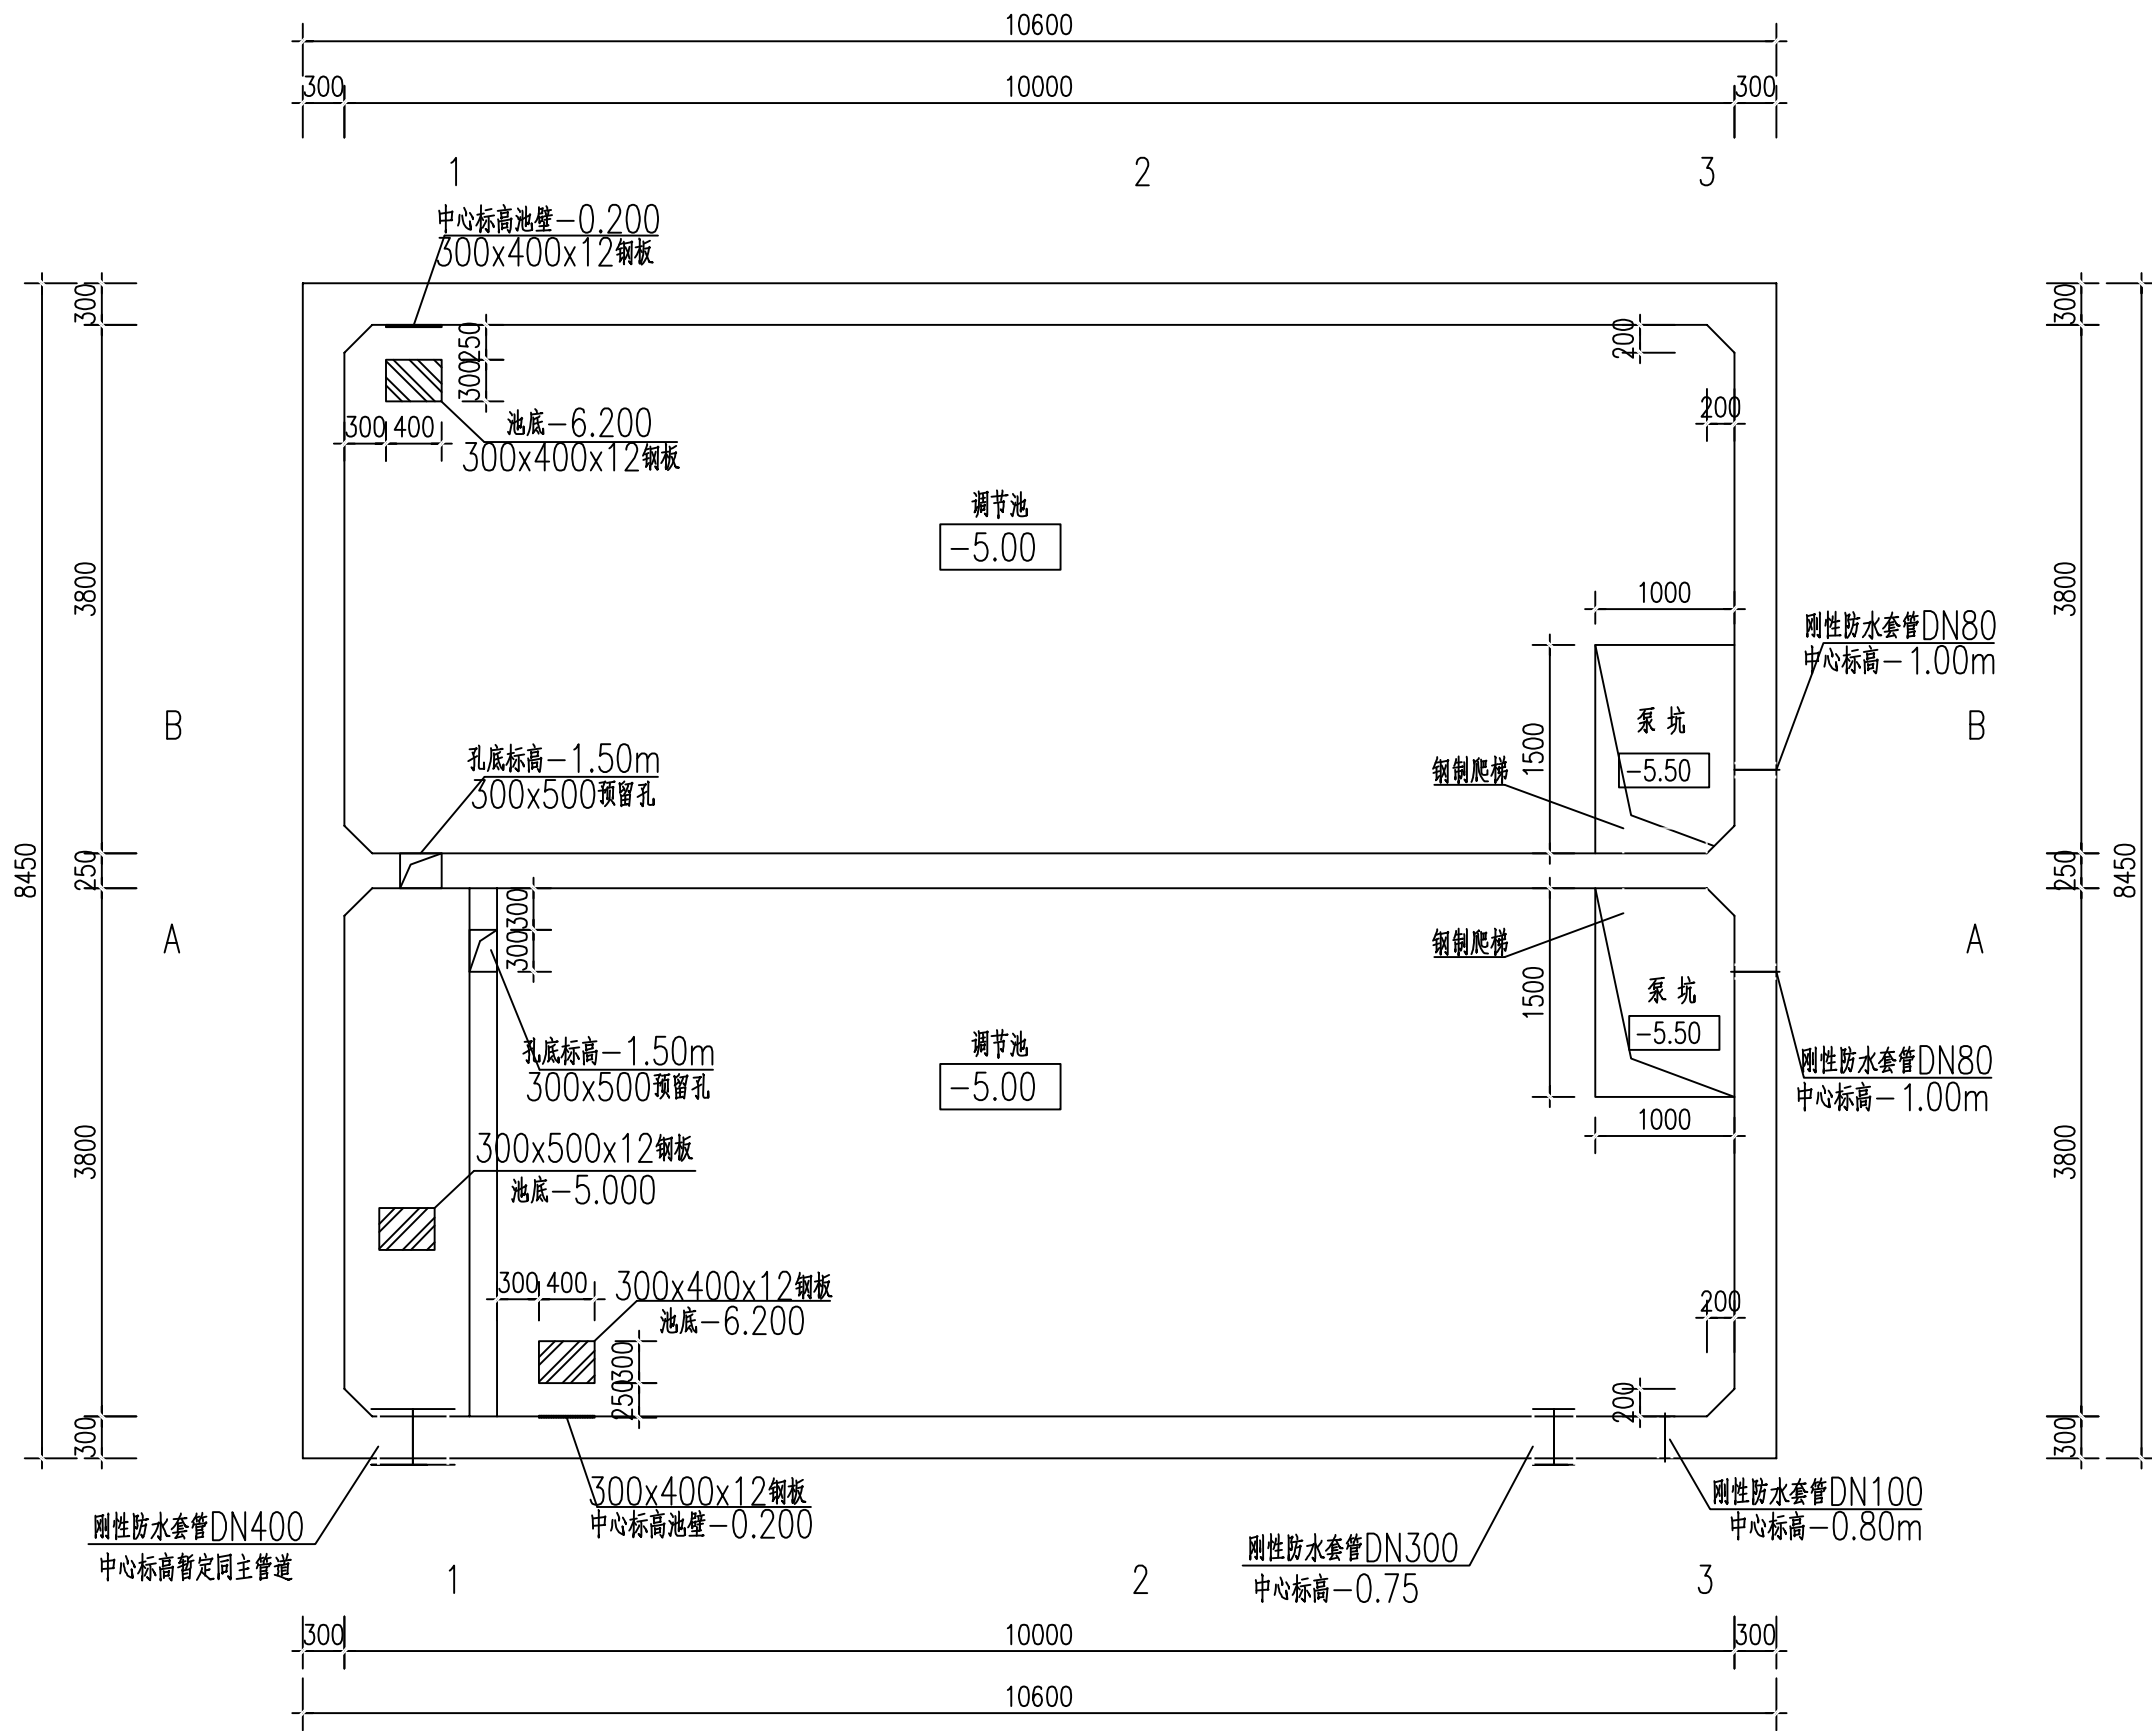 10600
300
10000
300
1
2
3
中心标高池壁-0.200
300x400x12钢板
300
300
250
300
200
200
300
400
池底-6.200
300x400x12钢板
调节池
-5.00
3800
3800
1000
刚性防水套管DN80
中心标高-1.00m
B
B
泵 坑
-5.50
1500
钢制爬梯
孔底标高-1.50m
300x500预留孔
8450
250
250
8450
A
A
300
300
钢制爬梯
1500
泵 坑
-5.50
孔底标高-1.50m
300x500预留孔
调节池
-5.00
刚性防水套管DN80
中心标高-1.00m
1000
3800
3800
300x500x12钢板
池底-5.000
300
400
300x400x12钢板
池底-6.200
300
250
200
200
300
300
300x400x12钢板
中心标高池壁-0.200
刚性防水套管DN400
中心标高暂定同主管道
刚性防水套管DN300
中心标高-0.75
刚性防水套管DN100
中心标高-0.80m
1
2
3
300
10000
300
10600